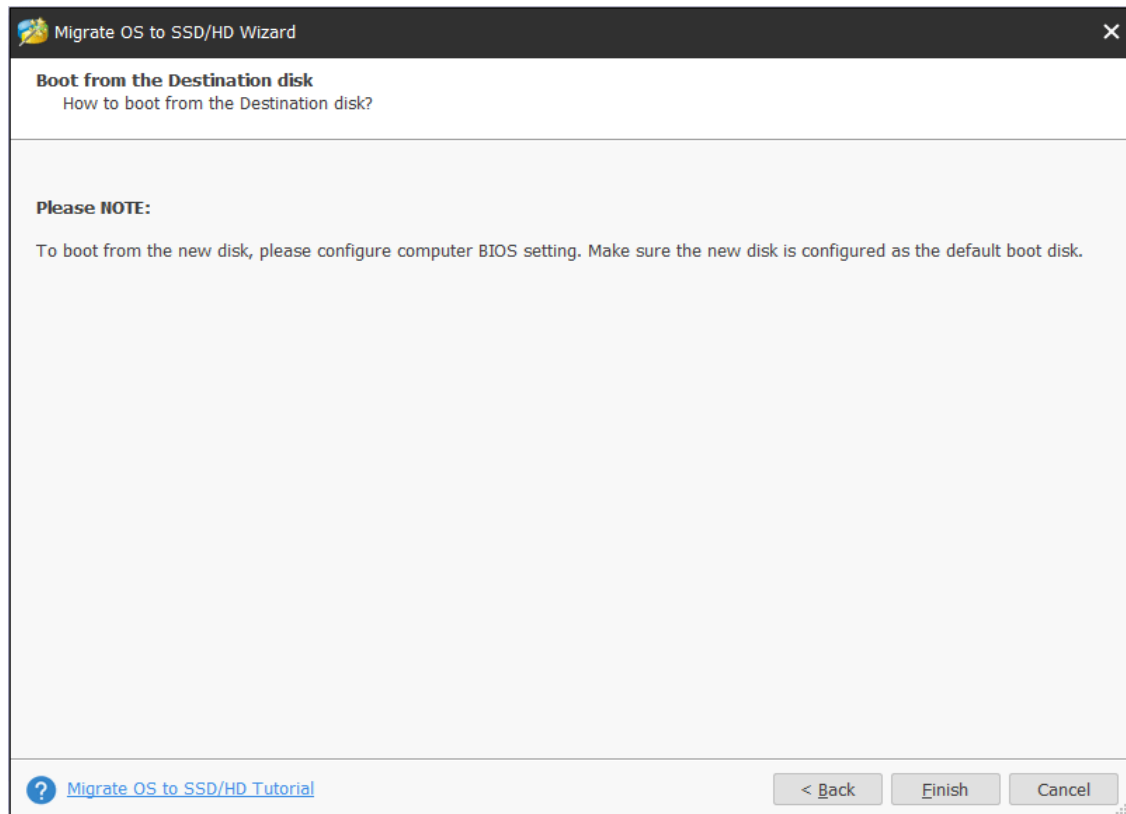 Migrate OS to SSD/HD Wizard
Boot from the Destination disk
How to boot from the Destination disk?
Please NOTE:
To boot from the new disk, please configure computer BIOS setting. Make sure the new disk is configured as the default boot disk.
? Migrate OS to SSD/HD Tutorial
< Back Finish Cancel